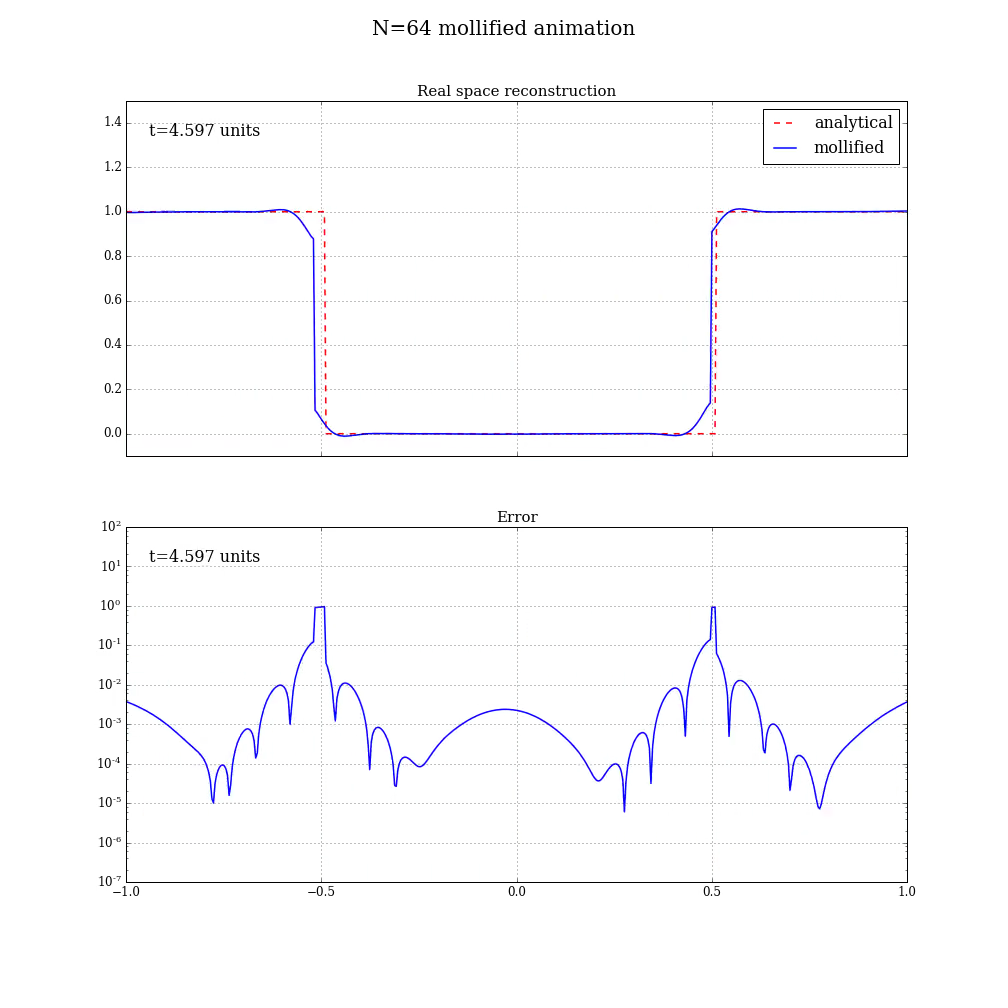 N=64 mollified animation
Real space reconstruction
t=4.597 units
analytical
mollified
1.4
1.2
1.0
0.8
0.6
0.4
0.2
0.0
Error
t=4.597 units
10²
10¹
10⁰
10⁻¹
10⁻²
10⁻³
10⁻⁴
10⁻⁵
10⁻⁶
10⁻⁷
−1.0 −0.5 0.0 0.5 1.0